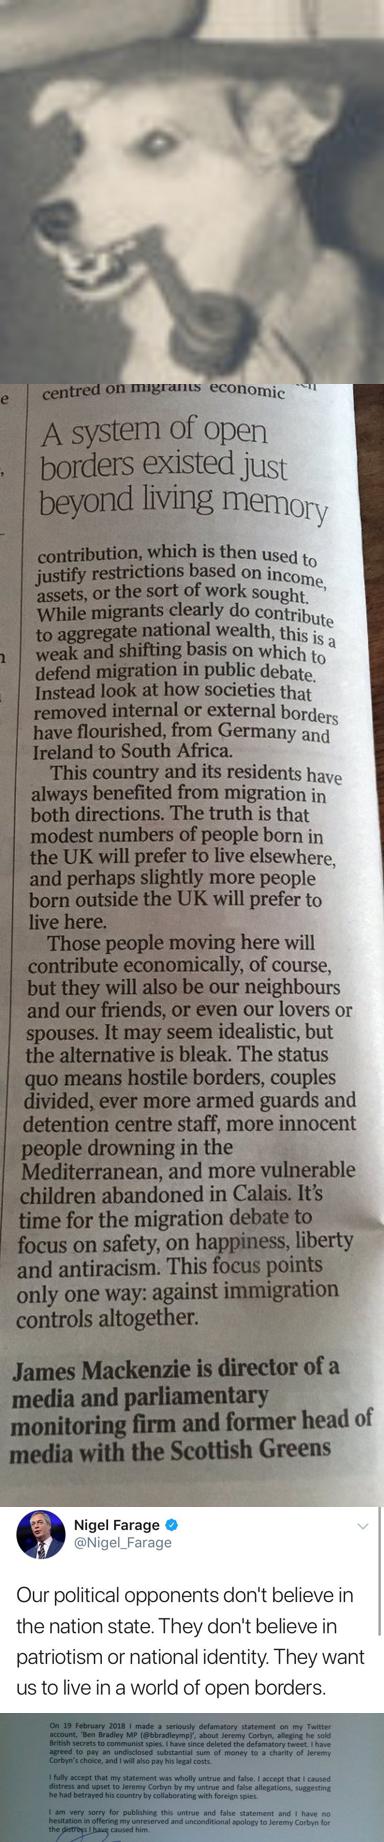 centred on migrants' economic
e
A system of open
borders existed just
beyond living memory
contribution, which is then used to
justify restrictions based on income,
assets, or the sort of work sought.
While migrants clearly do contribute
to aggregate national wealth, this is a
weak and shifting basis on which to
defend migration in public debate.
Instead look at how societies that
removed internal or external borders
have flourished, from Germany and
Ireland to South Africa.
This country and its residents have
always benefited from migration in
both directions. The truth is that
modest numbers of people born in
the UK will prefer to live elsewhere,
and perhaps slightly more people
born outside the UK will prefer to
live here.
Those people moving here will
contribute economically, of course,
but they will also be our neighbours
and our friends, or even our lovers or
spouses. It may seem idealistic, but
the alternative is bleak. The status
quo means hostile borders, couples
divided, ever more armed guards and
detention centre staff, more innocent
people drowning in the
Mediterranean, and more vulnerable
children abandoned in Calais. It's
time for the migration debate to
focus on safety, on happiness, liberty
and antiracism. This focus points
only one way: against immigration
controls altogether.
James Mackenzie is director of a
media and parliamentary
monitoring firm and former head of
media with the Scottish Greens
Nigel Farage
@Nigel_Farage
Our political opponents don't believe in
the nation state. They don't believe in
patriotism or national identity. They want
us to live in a world of open borders.
On 19 February 2018 I made a seriously defamatory statement on my Twitter
account, 'Ben Bradley MP (@bbradleymp)', about Jeremy Corbyn, alleging he sold
British secrets to communist spies. I have since deleted the defamatory tweet. I have
agreed to pay an undisclosed substantial sum of money to a charity of Jeremy
Corbyn's choice, and I will also pay his legal costs.
I fully accept that my statement was wholly untrue and false. I accept that I caused
distress and upset to Jeremy Corbyn by my untrue and false allegations, suggesting
he had betrayed his country by collaborating with foreign spies.
I am very sorry for publishing this untrue and false statement and I have no
hesitation in offering my unreserved and unconditional apology to Jeremy Corbyn for
the distress I have caused him.